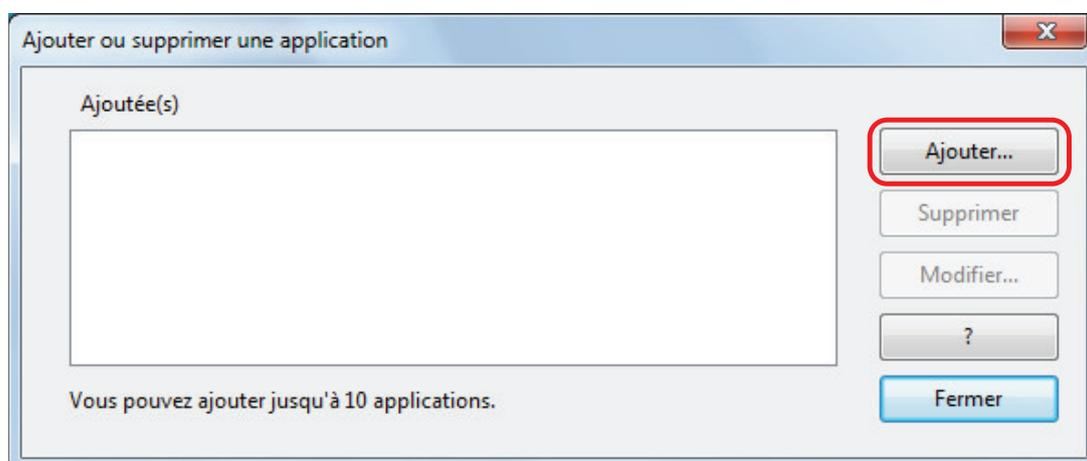 Ajouter ou supprimer une application
Ajoutée(s)
Ajouter...
Supprimer
Modifier...
?
Fermer
Vous pouvez ajouter jusqu'à 10 applications.